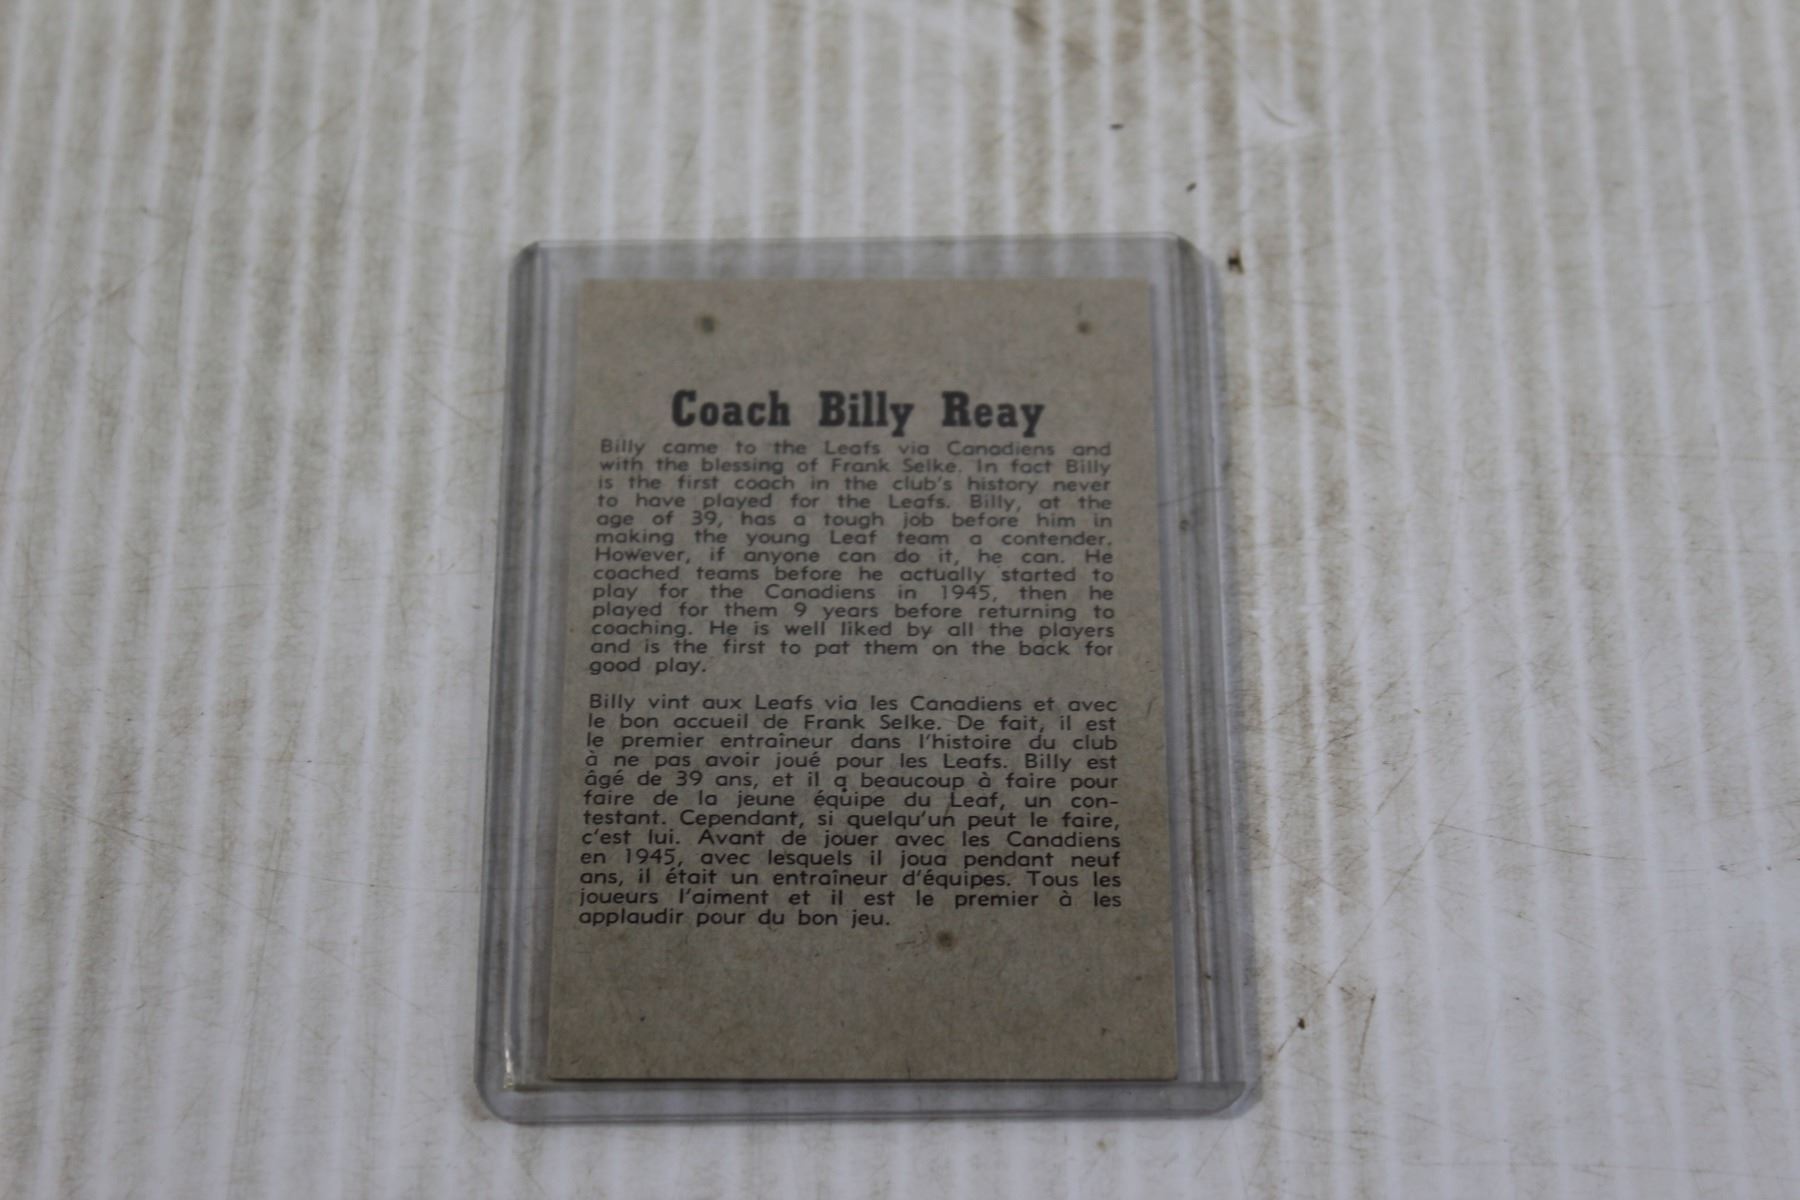 Coach Billy Reay
Billy came to the Leafs via Canadiens and
with the blessing of Frank Selke. In fact Billy
is the first coach in the club's history never
to have played for the Leafs. Billy, at the
age of 39, has a tough job before him in
making the young Leaf team a contender.
However, if anyone can do it, he can. He
coached teams before he actually started to
play for the Canadiens in 1945, then he
played for them 9 years before returning to
coaching. He is well liked by all the players
and is the first to pat them on the back for
good play.
Billy vint aux Leafs via les Canadiens et avec
le bon accueil de Frank Selke. De fait, il est
le premier entraîneur dans l'histoire du club
à ne pas avoir joué pour les Leafs. Billy est
âgé de 39 ans, et il a beaucoup à faire pour
faire de la jeune équipe du Leaf, un con-
testant. Cependant, si quelqu'un peut le faire,
c'est lui. Avant de jouer avec les Canadiens
en 1945, avec lesquels il joua pendant neuf
ans, il était un entraîneur d'équipes. Tous les
joueurs l'aiment et il est le premier à les
applaudir pour du bon jeu.